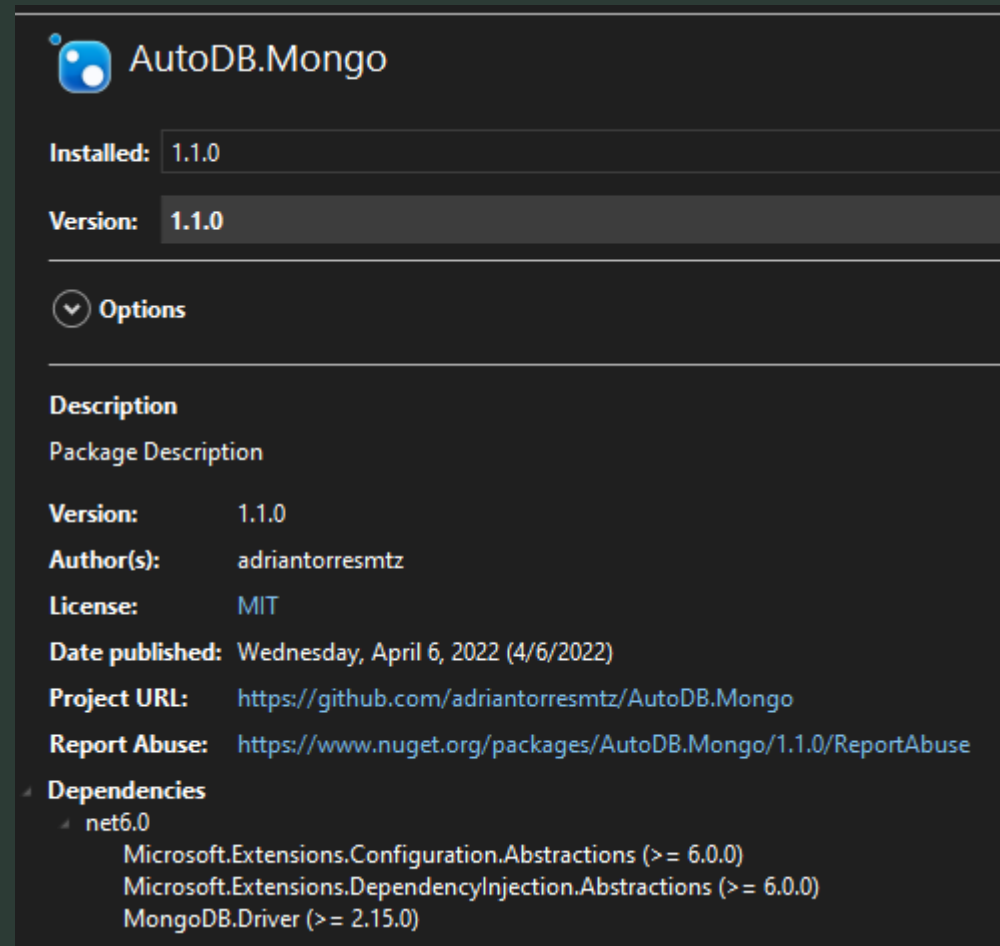 AutoDB.Mongo
Installed: 1.1.0
Version: 1.1.0
Options
Description
Package Description
Version: 1.1.0
Author(s): adriantorresmtz
License: MIT
Date published: Wednesday, April 6, 2022 (4/6/2022)
Project URL: https://github.com/adriantorresmtz/AutoDB.Mongo
Report Abuse: https://www.nuget.org/packages/AutoDB.Mongo/1.1.0/ReportAbuse
Dependencies
net6.0
Microsoft.Extensions.Configuration.Abstractions (>= 6.0.0)
Microsoft.Extensions.DependencyInjection.Abstractions (>= 6.0.0)
MongoDB.Driver (>= 2.15.0)